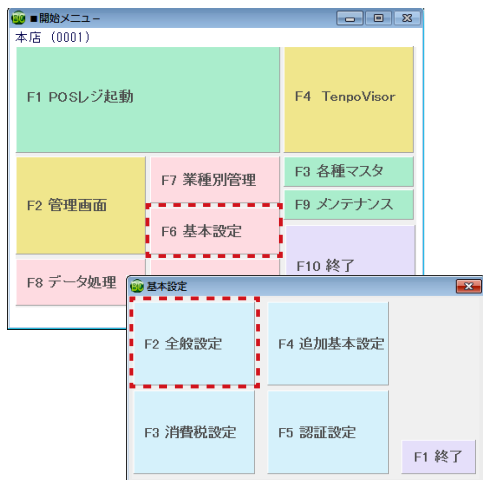 ■開始メニュー
本店 (0001)
F1 POSレジ起動
F4 TenpoVisor
F7 業種別管理
F3 各種マスタ
F2 管理画面
F9 メンテナンス
F6 基本設定
F10 終了
F8 データ処理
基本設定
F2 全般設定
F4 追加基本設定
F3 消費税設定
F5 認証設定
F1 終了